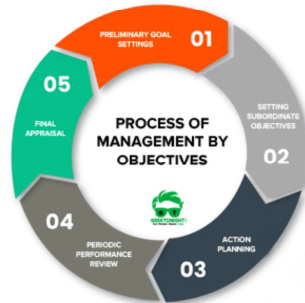 PRELIMINARY GOAL
SETTINGS
01
SETTING
SUBORDINATE
OBJECTIVES
02
ACTION
PLANNING
03
04
PERIODIC
PERFORMANCE
REVIEW
05
FINAL
APPRAISAL
PROCESS OF
MANAGEMENT BY
OBJECTIVES
GEEKTONIGHT